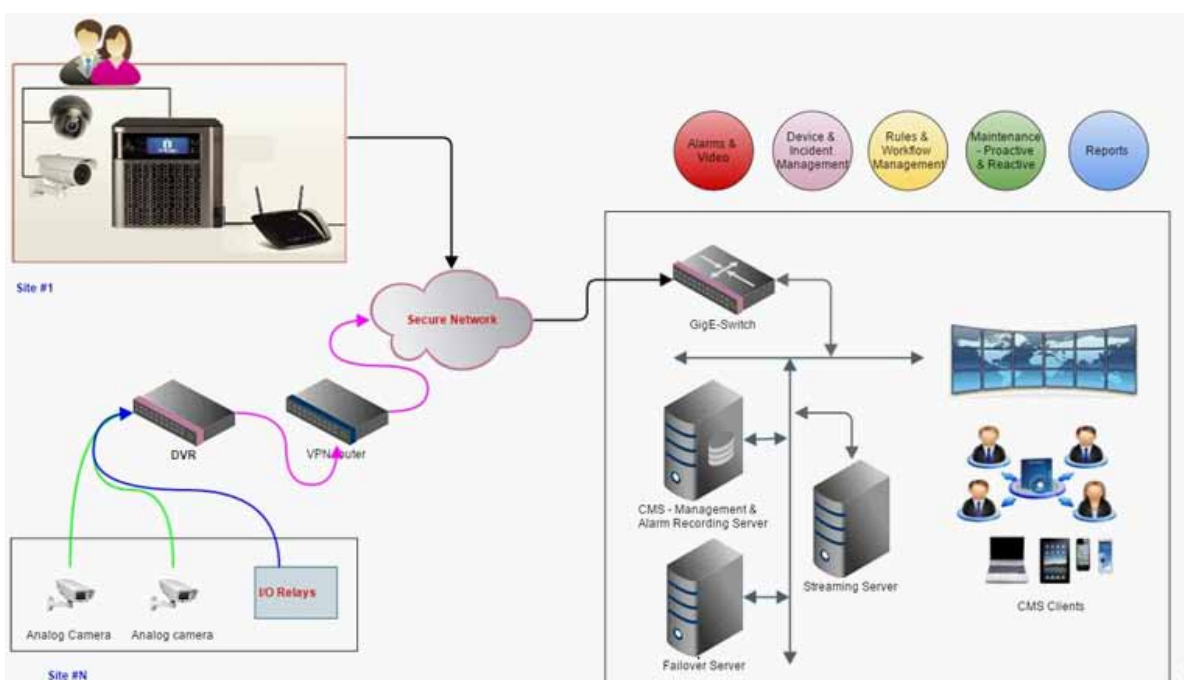 Alarms &
Video
Device &
Incident
Management
Rules &
Workflow
Management
Maintenance
- Proactive
& Reactive
Reports
Site #1
Secure Network
GigE-Switch
DVR
VPN
CMS - Management &
Alarm Recording Server
Streaming Server
CMS Clients
I/O Relays
Analog Camera
Analog camera
Failover Server
Site #N